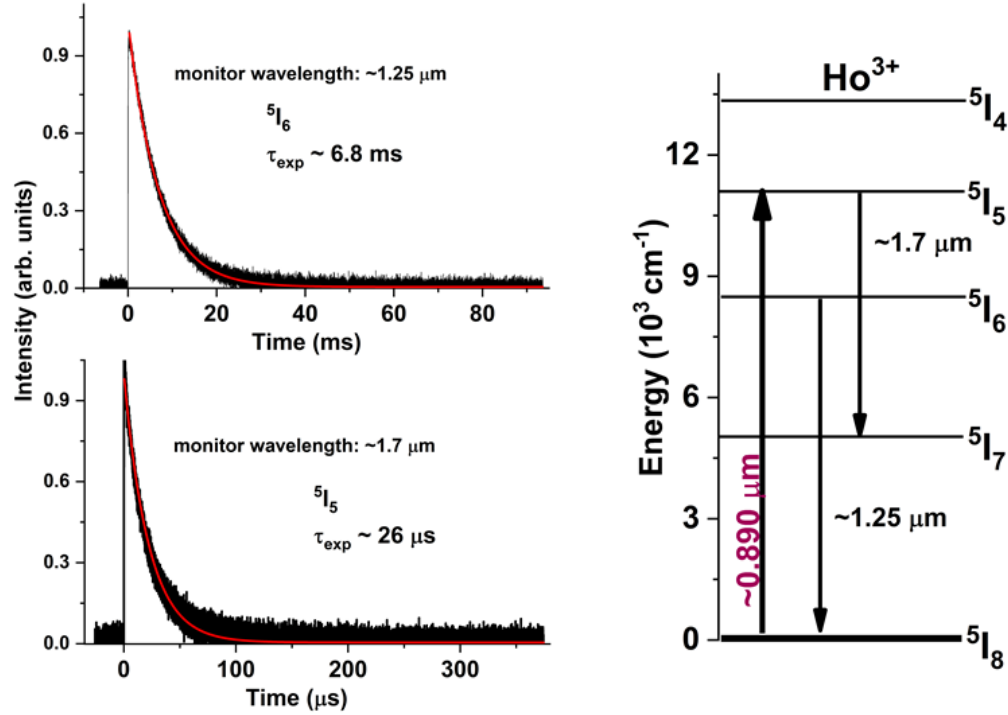 Intensity (arb. units)
0.9
0.6
0.3
0.0
monitor wavelength: ~1.25 μm
⁵I₆
τexp ~ 6.8 ms
0 20 40 60 80
Time (ms)
0.9
0.6
0.3
0.0
monitor wavelength: ~1.7 μm
⁵I₅
τexp ~ 26 μs
0 100 200 300
Time (μs)
Ho³⁺
Energy (10³ cm⁻¹)
12
9
6
3
0
⁵I₄
⁵I₅
~1.7 μm
⁵I₆
⁵I₇
~0.890 μm
~1.25 μm
⁵I₈